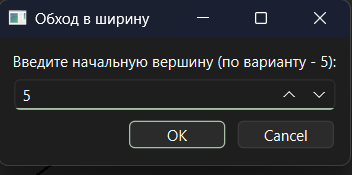 Обход в ширину
Введите начальную вершину (по варианту - 5):
5
OK
Cancel